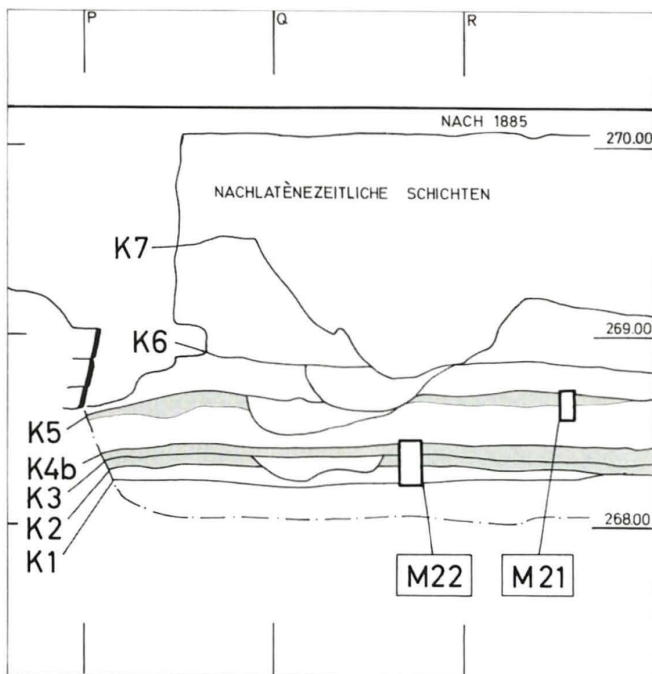 P Q R
NACH 1885
270.00
NACHLATÈNEZEITLICHE SCHICHTEN
K7
269.00
K6
K5
K4b
K3
K2
268.00
K1
M22 M21